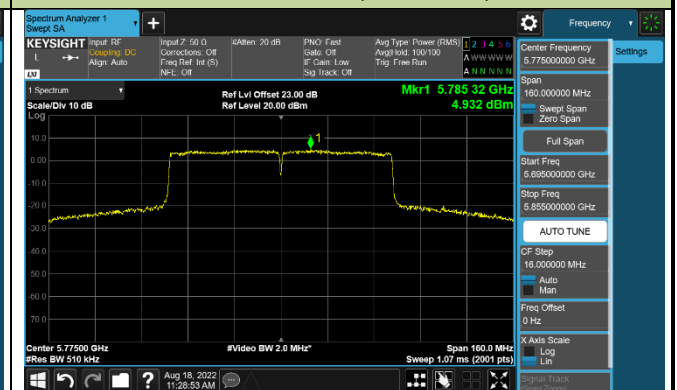 Spectrum Analyzer 1
Swept SA
Frequency
KEYSIGHT
Input: RF
Coupling: DC
Align: Auto
Input Z: 50 Ω
Corrections: Off
Freq Ref: Int (S)
NFE: Off
#Atten: 20 dB
PNO: Fast
Gate: Off
IF Gain: Low
Sig Track: Off
Avg Type: Power (RMS)
Avg|Hold: 100/100
Trig: Free Run
1 2 3 4 5 6
A W W W W W
A N N N N N
L
LXI
1 Spectrum
Scale/Div 10 dB
Log
Ref Lvl Offset 23.00 dB
Ref Level 20.00 dBm
Mkr1 5.785 32 GHz
4.932 dBm
1
10.0
0.00
-10.0
-20.0
-30.0
-40.0
-50.0
-60.0
-70.0
Center 5.77500 GHz
#Res BW 510 kHz
#Video BW 2.0 MHz*
Span 160.0 MHz
Sweep 1.07 ms (2001 pts)
Aug 18, 2022
11:28:53 AM
?
Settings
Center Frequency
5.775000000 GHz
Span
160.000000 MHz
Swept Span
Zero Span
Full Span
Start Freq
5.695000000 GHz
Stop Freq
5.855000000 GHz
AUTO TUNE
CF Step
16.000000 MHz
Auto
Man
Freq Offset
0 Hz
X Axis Scale
Log
Lin
Signal Track